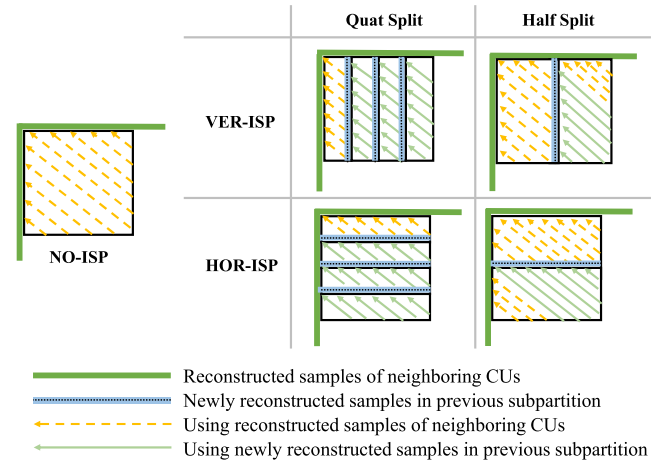 Quat Split
Half Split
VER-ISP
NO-ISP
HOR-ISP
Reconstructed samples of neighboring CUs
Newly reconstructed samples in previous subpartition
Using reconstructed samples of neighboring CUs
Using newly reconstructed samples in previous subpartition